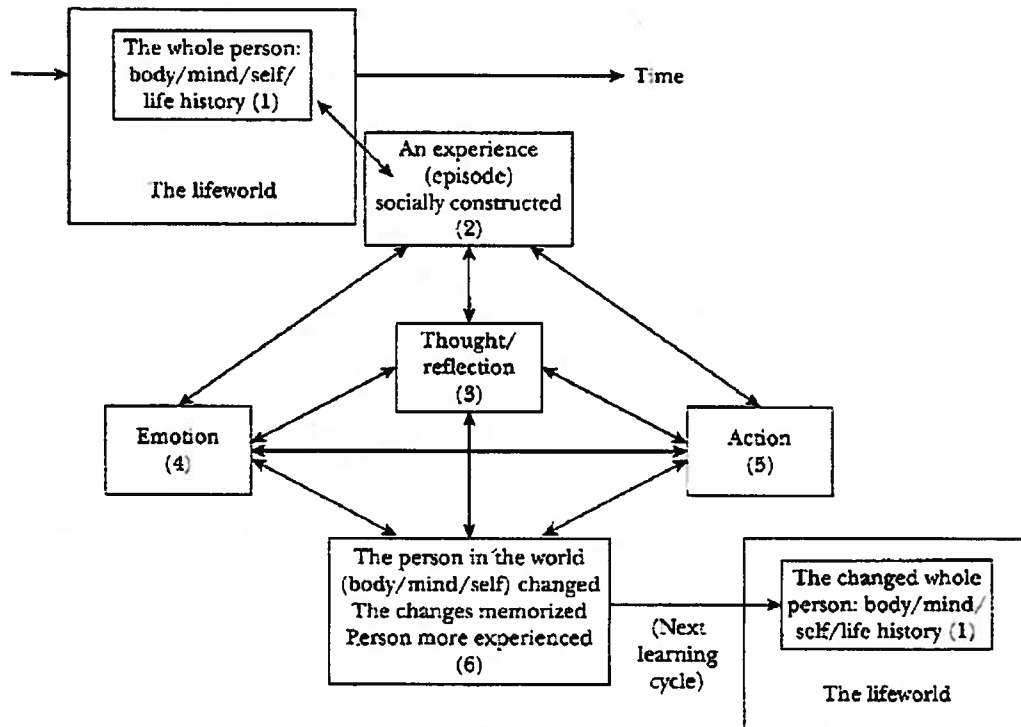 The whole person:
body/mind/self/
life history (1)
The lifeworld
Time
An experience
(episode)
socially constructed
(2)
Thought/
reflection
(3)
Emotion
(4)
Action
(5)
The person in the world
(body/mind/self) changed
The changes memorized
Person more experienced
(6)
(Next
learning
cycle)
The changed whole
person: body/mind/
self/life history (1)
The lifeworld